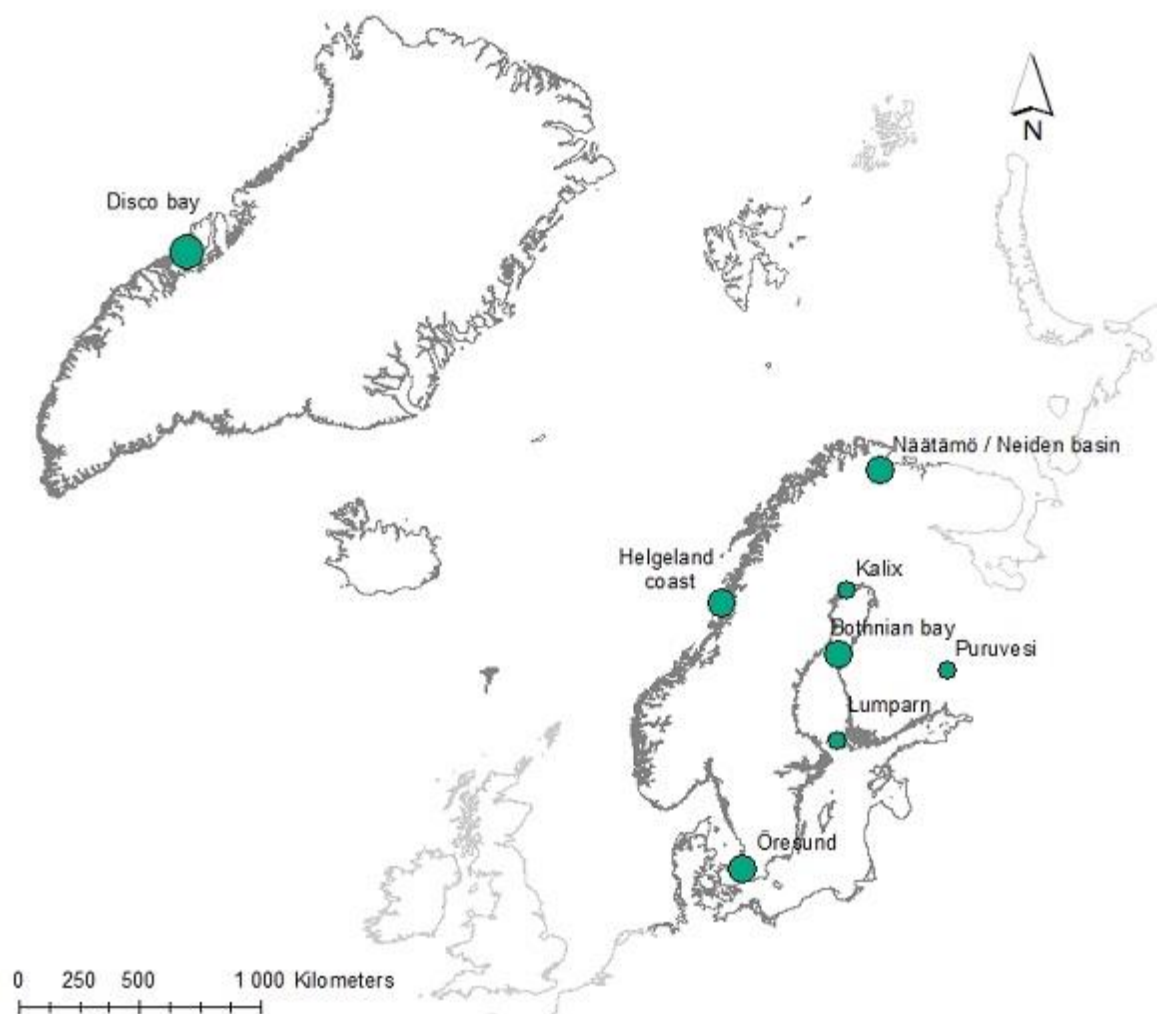 N
Disco bay
Näätämö / Neiden basin
Helgeland
coast
Kalix
Bothnian bay
Puruvesi
Lumparn
Öresund
0 250 500 1 000 Kilometers